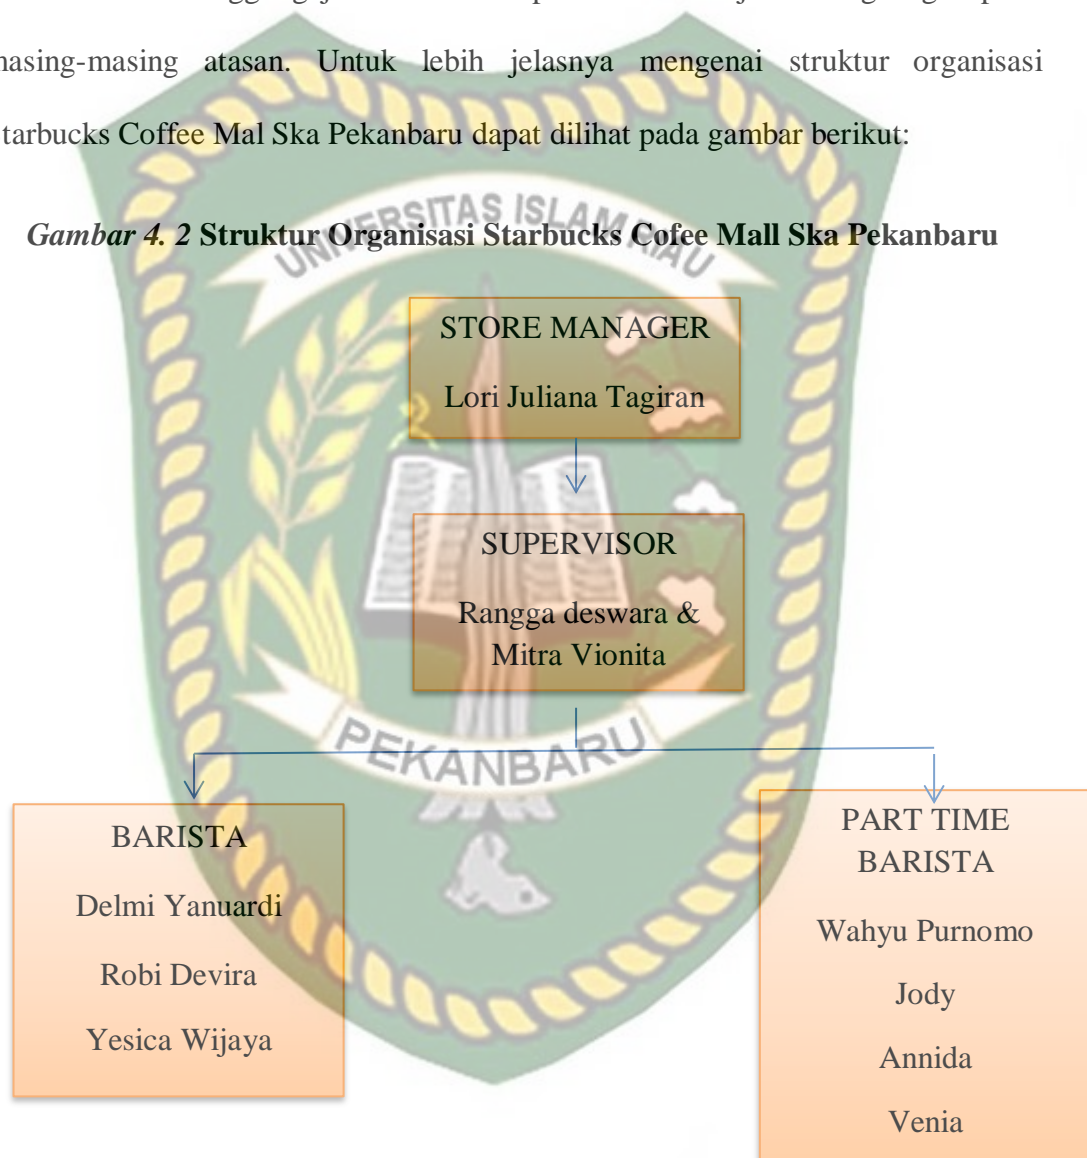 masing-masing atasan. Untuk lebih jelasnya mengenai struktur organisasi
tarbucks Coffee Mal Ska Pekanbaru dapat dilihat pada gambar berikut:
UNIVERSITAS ISLAM RIAU
Gambar 4. 2 Struktur Organisasi Starbucks Cofee Mall Ska Pekanbaru
STORE MANAGER
Lori Juliana Tagiran
SUPERVISOR
Rangga deswara &
Mitra Vionita
PEKANBARU
BARISTA
Delmi Yanuardi
Robi Devira
Yesica Wijaya
PART TIME
BARISTA
Wahyu Purnomo
Jody
Annida
Venia